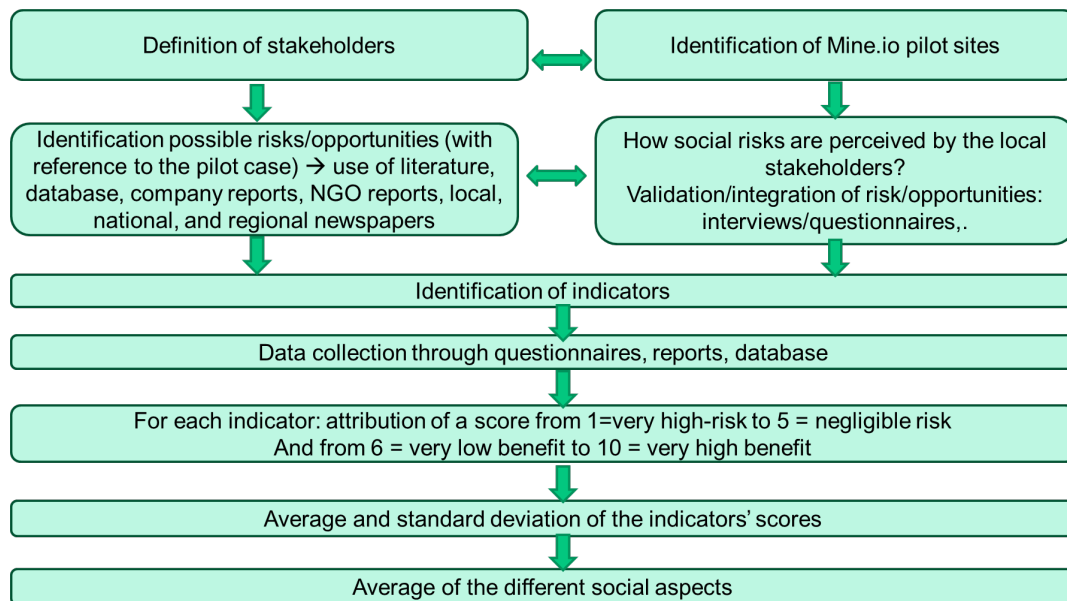 Definition of stakeholders
Identification of Mine.io pilot sites
Identification possible risks/opportunities (with
reference to the pilot case) → use of literature,
database, company reports, NGO reports, local,
national, and regional newspapers
How social risks are perceived by the local
stakeholders?
Validation/integration of risk/opportunities:
interviews/questionnaires,.
Identification of indicators
Data collection through questionnaires, reports, database
For each indicator: attribution of a score from 1=very high-risk to 5 = negligible risk
And from 6 = very low benefit to 10 = very high benefit
Average and standard deviation of the indicators’ scores
Average of the different social aspects